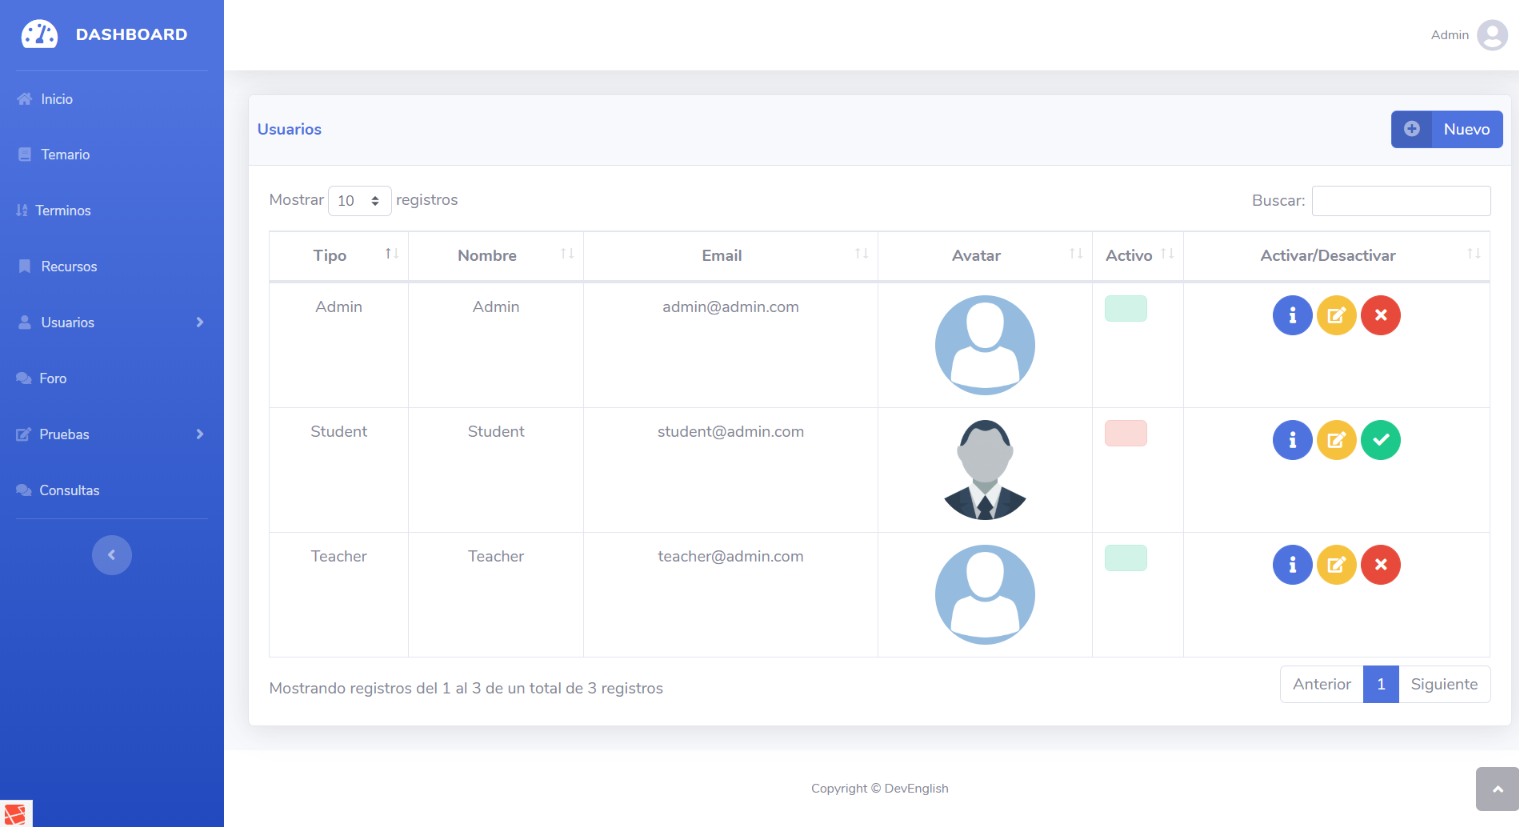 DASHBOARD
Admin
Inicio
Temario
Terminos
Recursos
Usuarios
Foro
Pruebas
Consultas
Usuarios
Nuevo
Mostrar 10 registros
Buscar:
Tipo Nombre Email Avatar Activo Activar/Desactivar
Admin Admin admin@admin.com
Student Student student@admin.com
Teacher Teacher teacher@admin.com
Mostrando registros del 1 al 3 de un total de 3 registros
Anterior 1 Siguiente
Copyright © DevEnglish